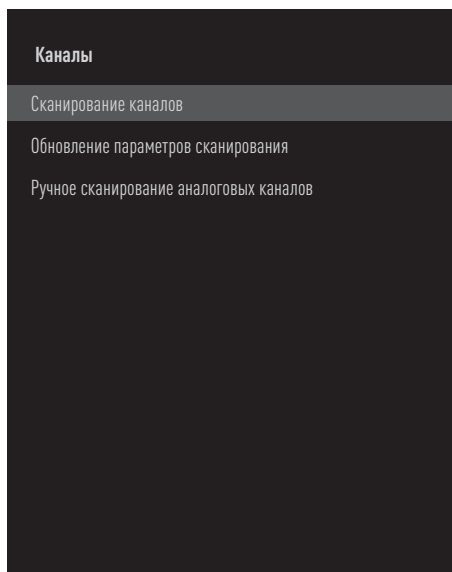 Каналы
Сканирование каналов
Обновление параметров сканирования
Ручное сканирование аналоговых каналов